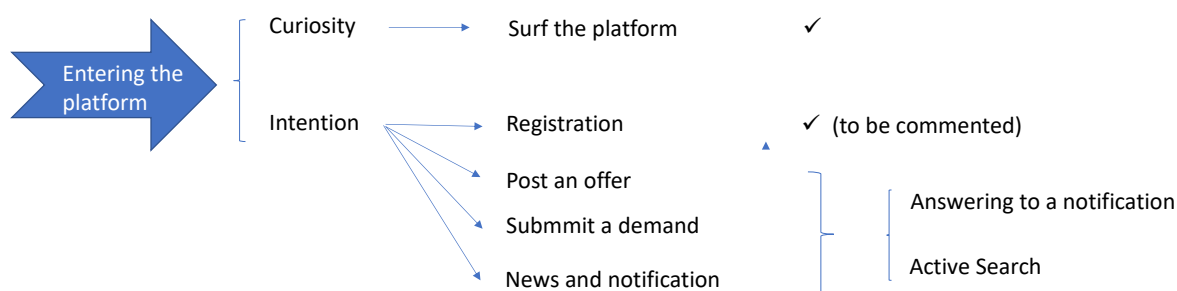 Curiosity
Surf the platform
✓
Entering the
platform
Intention
Registration
✓ (to be commented)
Post an offer
Answering to a notification
Submmit a demand
Active Search
News and notification